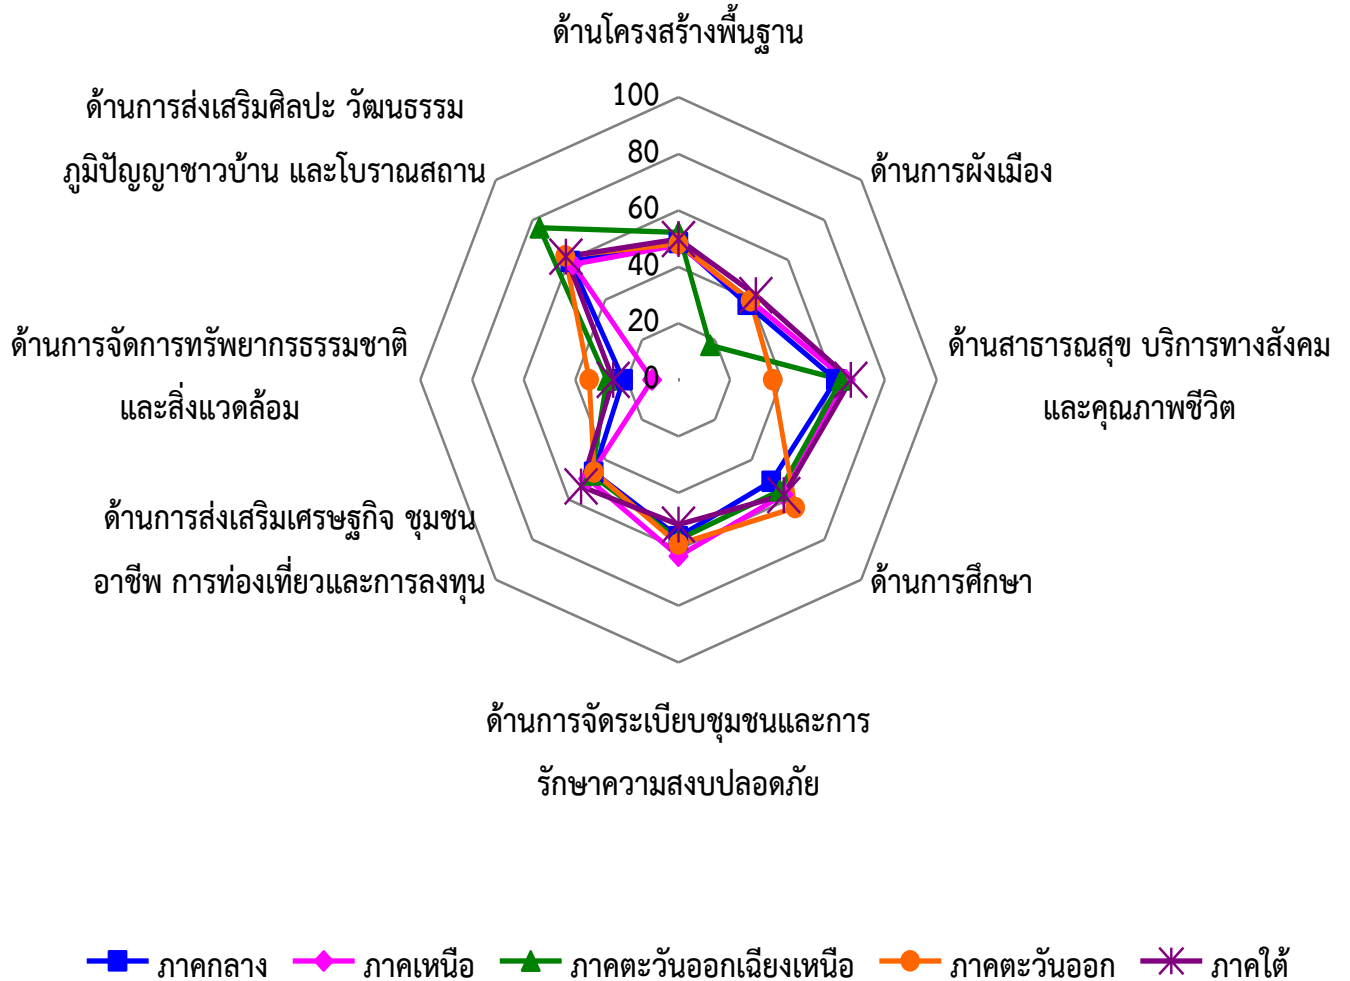 ด้านโครงสร้างพื้นฐาน
ด้านการส่งเสริมศิลปะ วัฒนธรรม
ภูมิปัญญาชาวบ้าน และโบราณสถาน
100
80
60
40
20
0
ด้านการผังเมือง
ด้านการจัดการทรัพยากรธรรมชาติ
และสิ่งแวดล้อม
ด้านสาธารณสุข บริการทางสังคม
และคุณภาพชีวิต
ด้านการส่งเสริมเศรษฐกิจ ชุมชน
อาชีพ การท่องเที่ยวและการลงทุน
ด้านการศึกษา
ด้านการจัดระเบียบชุมชนและการ
รักษาความสงบปลอดภัย
ภาคกลาง ภาคเหนือ ภาคตะวันออกเฉียงเหนือ ภาคตะวันออก ภาคใต้